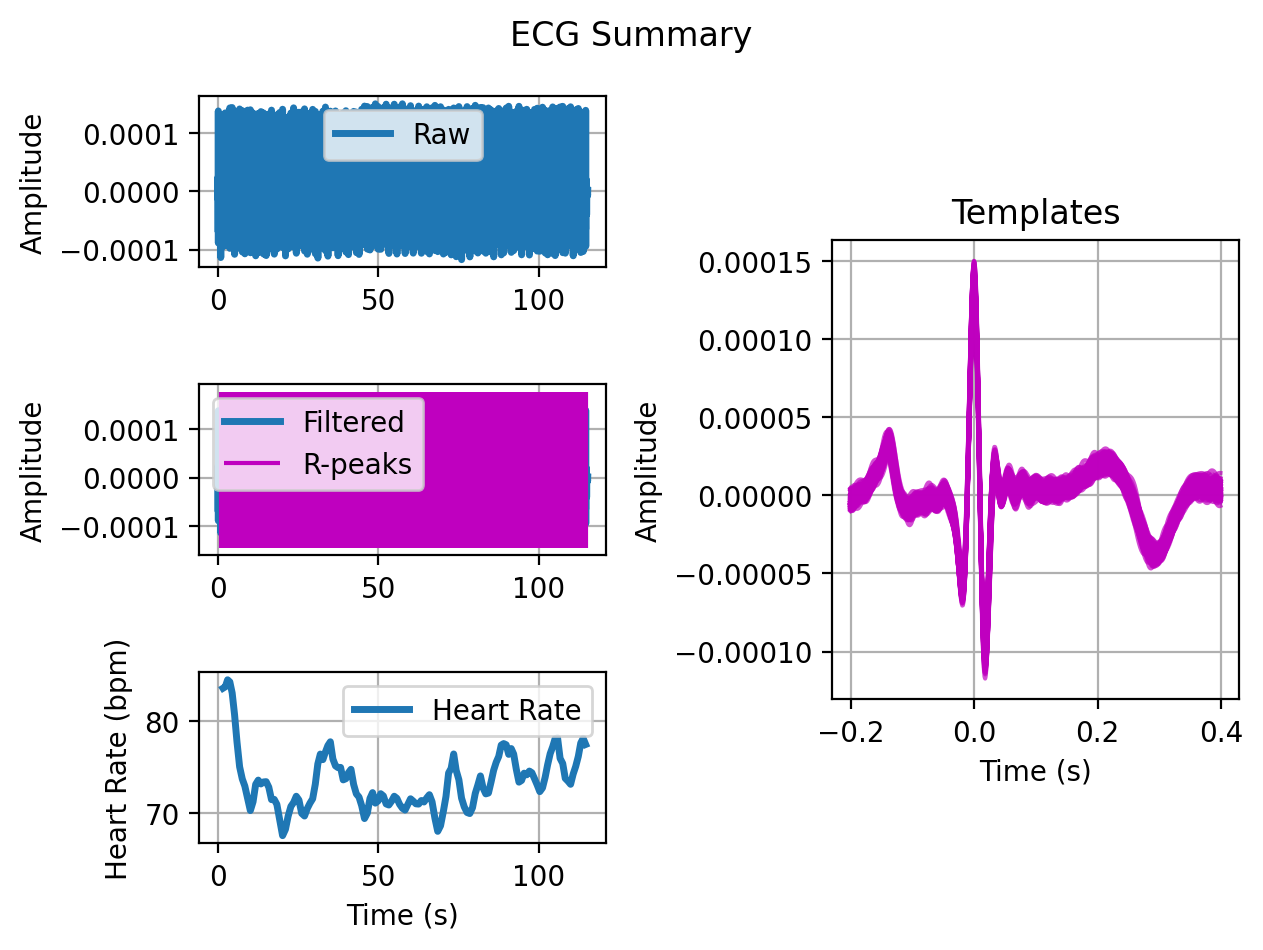 ECG Summary
Amplitude
0.0001
0.0000
−0.0001
Raw
0
50
100
Amplitude
0.0001
0.0000
−0.0001
Filtered
R-peaks
0
50
100
Heart Rate (bpm)
80
70
Heart Rate
0
50
100
Time (s)
Templates
Amplitude
0.00015
0.00010
0.00005
0.00000
−0.00005
−0.00010
−0.2
0.0
0.2
0.4
Time (s)